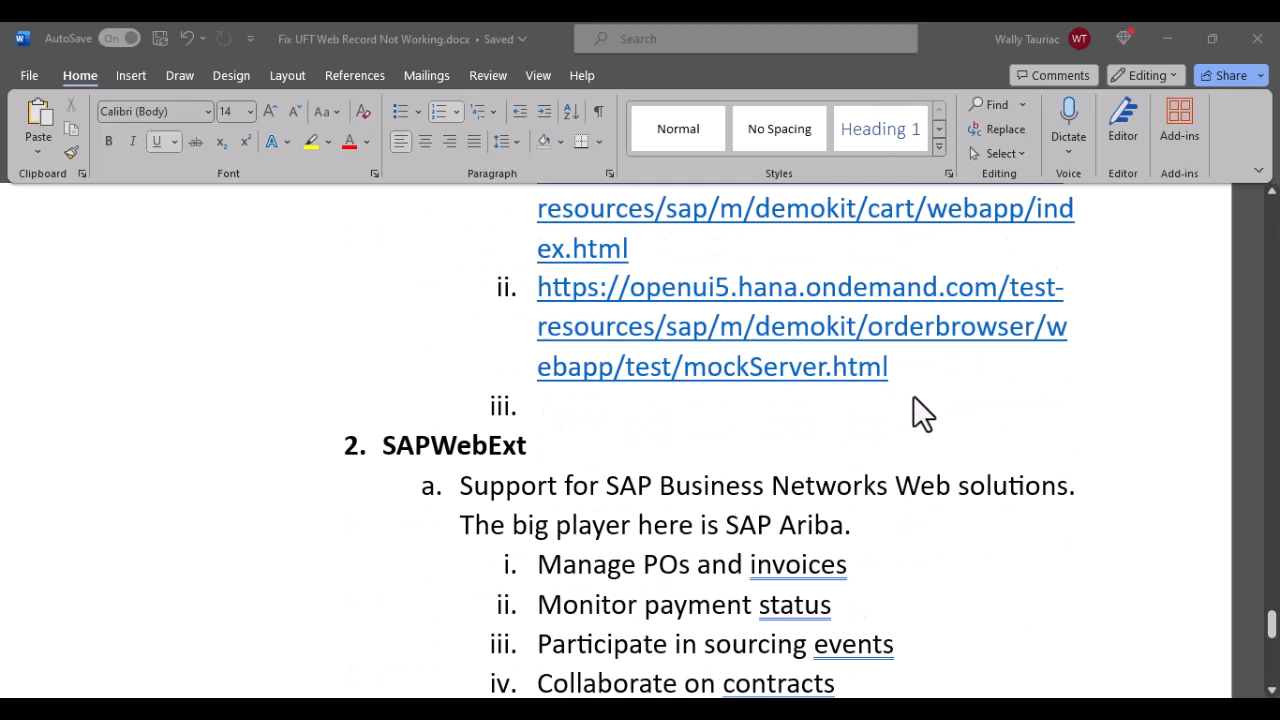 AutoSave On Fix UFT Web Record Not Working.docx • Saved Search Wally Tauriac WT
File Home Insert Draw Design Layout References Mailings Review View Help Comments Editing Share
Calibri (Body) 14 Aa Normal No Spacing Heading 1 Find
Paste Replace Dictate Editor Add-ins
B I U ab x₂ x² A A Select
Clipboard Font Paragraph Styles Editing Voice Editor Add-ins
resources/sap/m/demokit/cart/webapp/ind
ex.html
ii. https://openui5.hana.ondemand.com/test-
resources/sap/m/demokit/orderbrowser/w
ebapp/test/mockServer.html
iii.
2. SAPWebExt
a. Support for SAP Business Networks Web solutions.
The big player here is SAP Ariba.
i. Manage POs and invoices
ii. Monitor payment status
iii. Participate in sourcing events
iv. Collaborate on contracts